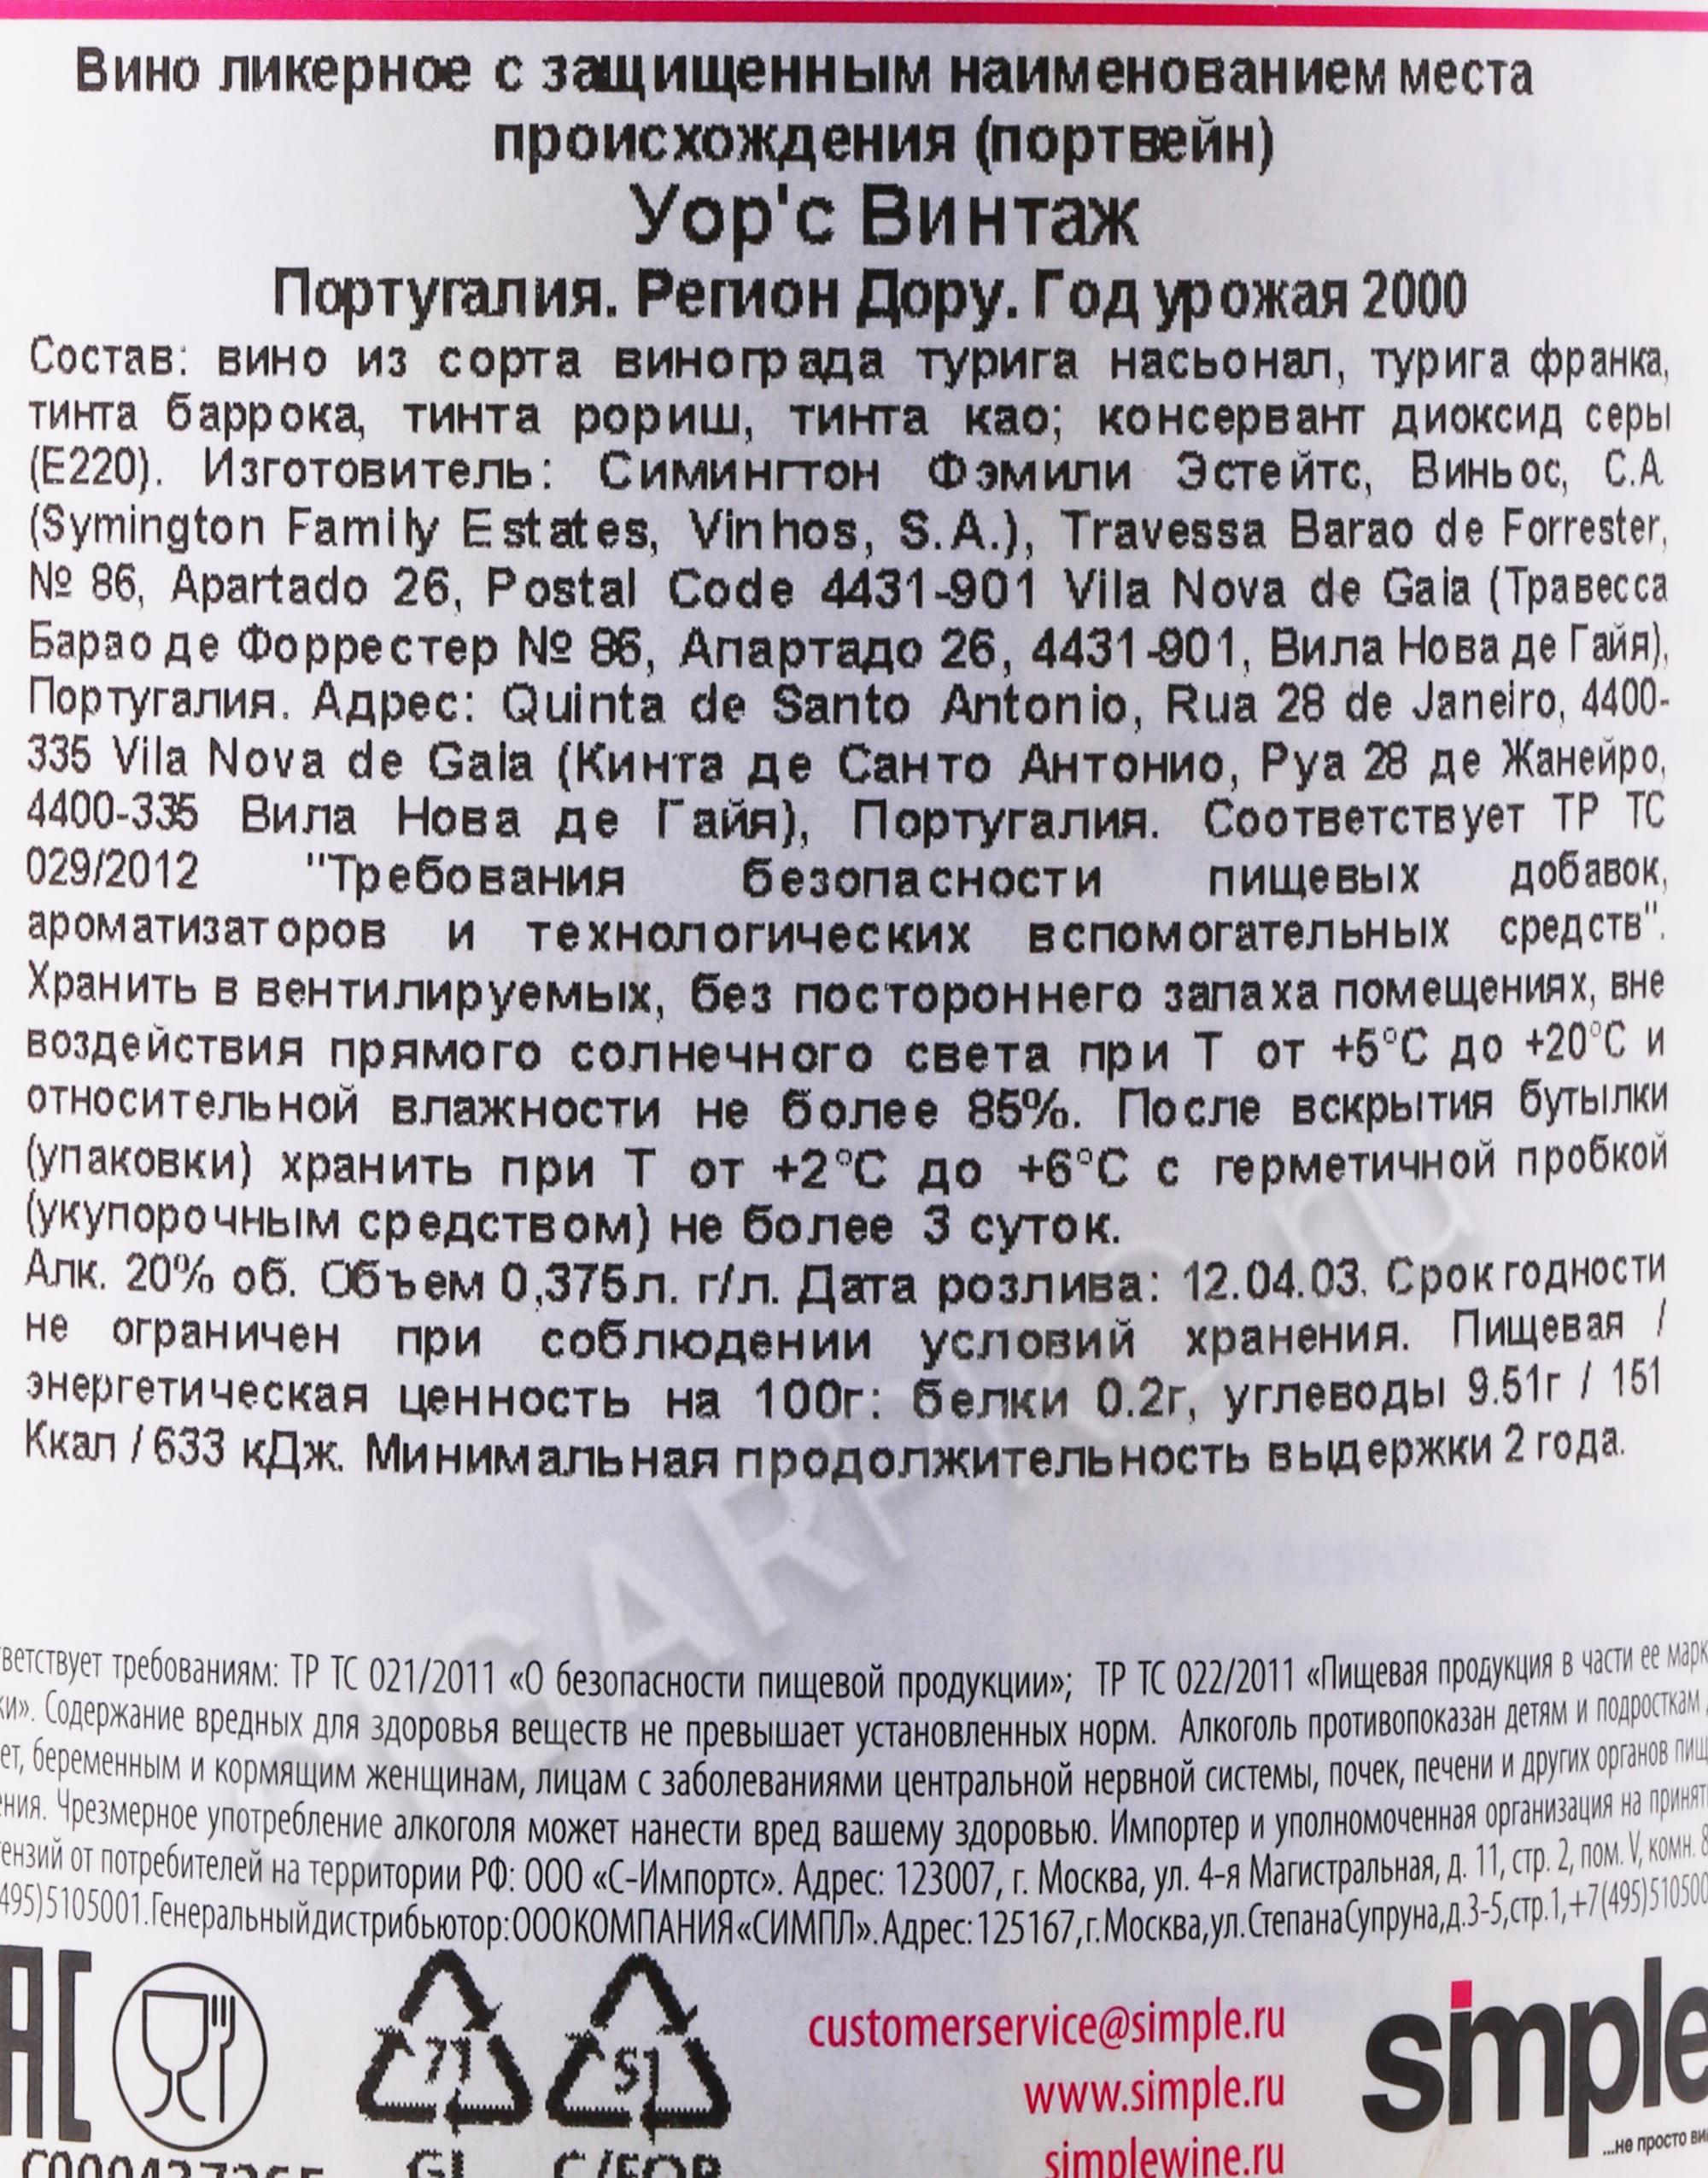 Вино ликерное с защищенным наименованием места
происхождения (портвейн)
Уор'с Винтаж
Португалия. Регион Дору. Год урожая 2000
Состав: вино из сорта винограда турига насьонал, турига франка,
тинта баррока, тинта рориш, тинта као; консервант диоксид серы
(Е220). Изготовитель: Симингтон Фэмили Эстейтс, Виньос, С.А.
(Symington Family Estates, Vinhos, S.A.), Travessa Barao de Forrester,
№ 86, Apartado 26, Postal Code 4431-901 Vila Nova de Gaia (Травесса
Барао де Форрестер № 86, Апартадо 26, 4431-901, Вила Нова де Гайя),
Португалия. Адрес: Quinta de Santo Antonio, Rua 28 de Janeiro, 4400-
335 Vila Nova de Gaia (Кинта де Санто Антонио, Руа 28 де Жанейро,
4400-335 Вила Нова де Гайя), Португалия. Соответствует ТР ТС
029/2012 "Требования безопасности пищевых добавок,
ароматизаторов и технологических вспомогательных средств".
Хранить в вентилируемых, без постороннего запаха помещениях, вне
воздействия прямого солнечного света при Т от +5°С до +20°С и
относительной влажности не более 85%. После вскрытия бутылки
(упаковки) хранить при Т от +2°С до +6°С с герметичной пробкой
(укупорочным средством) не более 3 суток.
Алк. 20% об. Объем 0,375л. г/л. Дата розлива: 12.04.03. Срок годности
не ограничен при соблюдении условий хранения. Пищевая /
энергетическая ценность на 100г: белки 0.2г, углеводы 9.51г / 151
Ккал / 633 кДж. Минимальная продолжительность выдержки 2 года.
ветствует требованиям: ТР ТС 021/2011 «О безопасности пищевой продукции»; ТР ТС 022/2011 «Пищевая продукция в части ее марк
ки». Содержание вредных для здоровья веществ не превышает установленных норм. Алкоголь противопоказан детям и подросткам
ет, беременным и кормящим женщинам, лицам с заболеваниями центральной нервной системы, почек, печени и других органов пищ
ения. Чрезмерное употребление алкоголя может нанести вред вашему здоровью. Импортер и уполномоченная организация на принят
ензий от потребителей на территории РФ: ООО «С-Импортс». Адрес: 123007, г. Москва, ул. 4-я Магистральная, д. 11, стр. 2, пом. V, комн. 8
495)5105001. Генеральный дистрибьютор: ООО КОМПАНИЯ «СИМПЛ». Адрес: 125167, г. Москва, ул. Степана Супруна, д. 3-5, стр. 1, +7(495)510500
EAC
71
51
customerservice@simple.ru
www.simple.ru
simplewine.ru
simple
...не просто ви
GL
C/FOR
CIGARPRO.ru